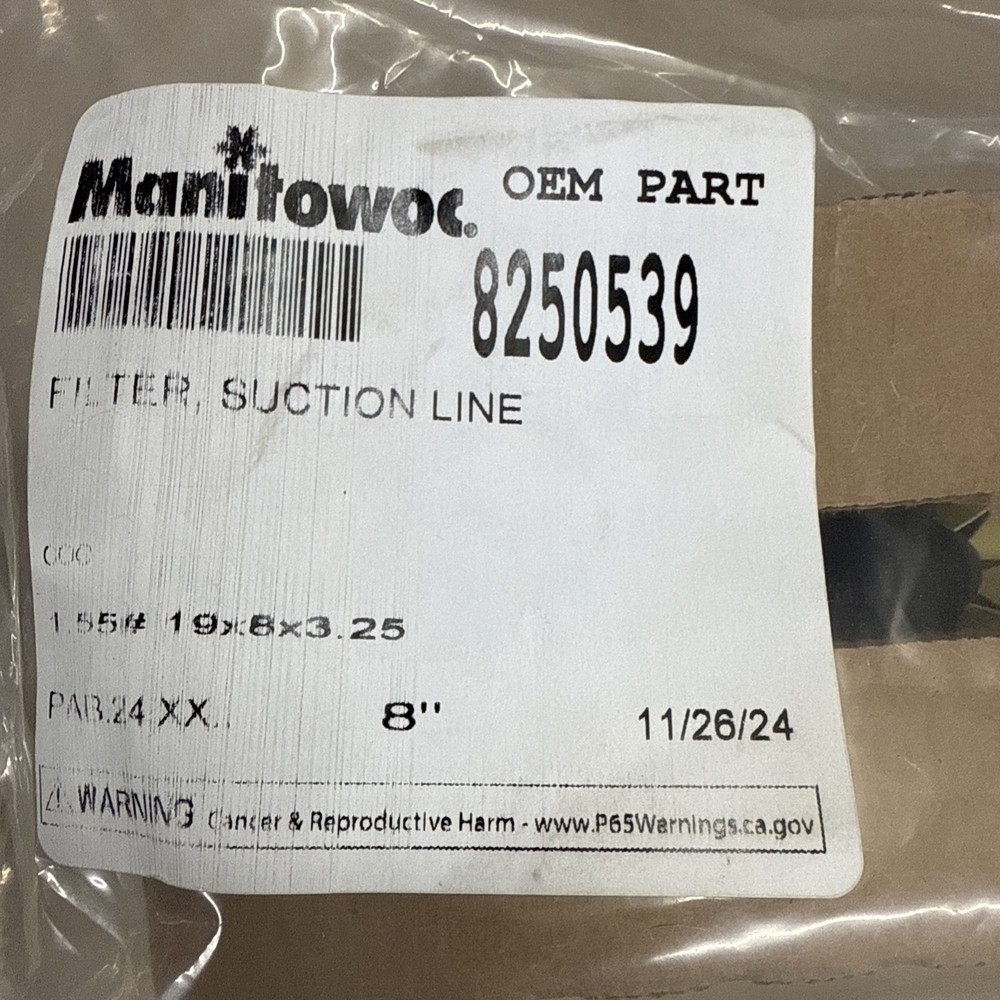 Manitowoc®
OEM PART
8250539
FILTER, SUCTION LINE
1.55# 19x8x3.25
8"
11/26/24
⚠ WARNING Cancer & Reproductive Harm - www.P65Warnings.ca.gov